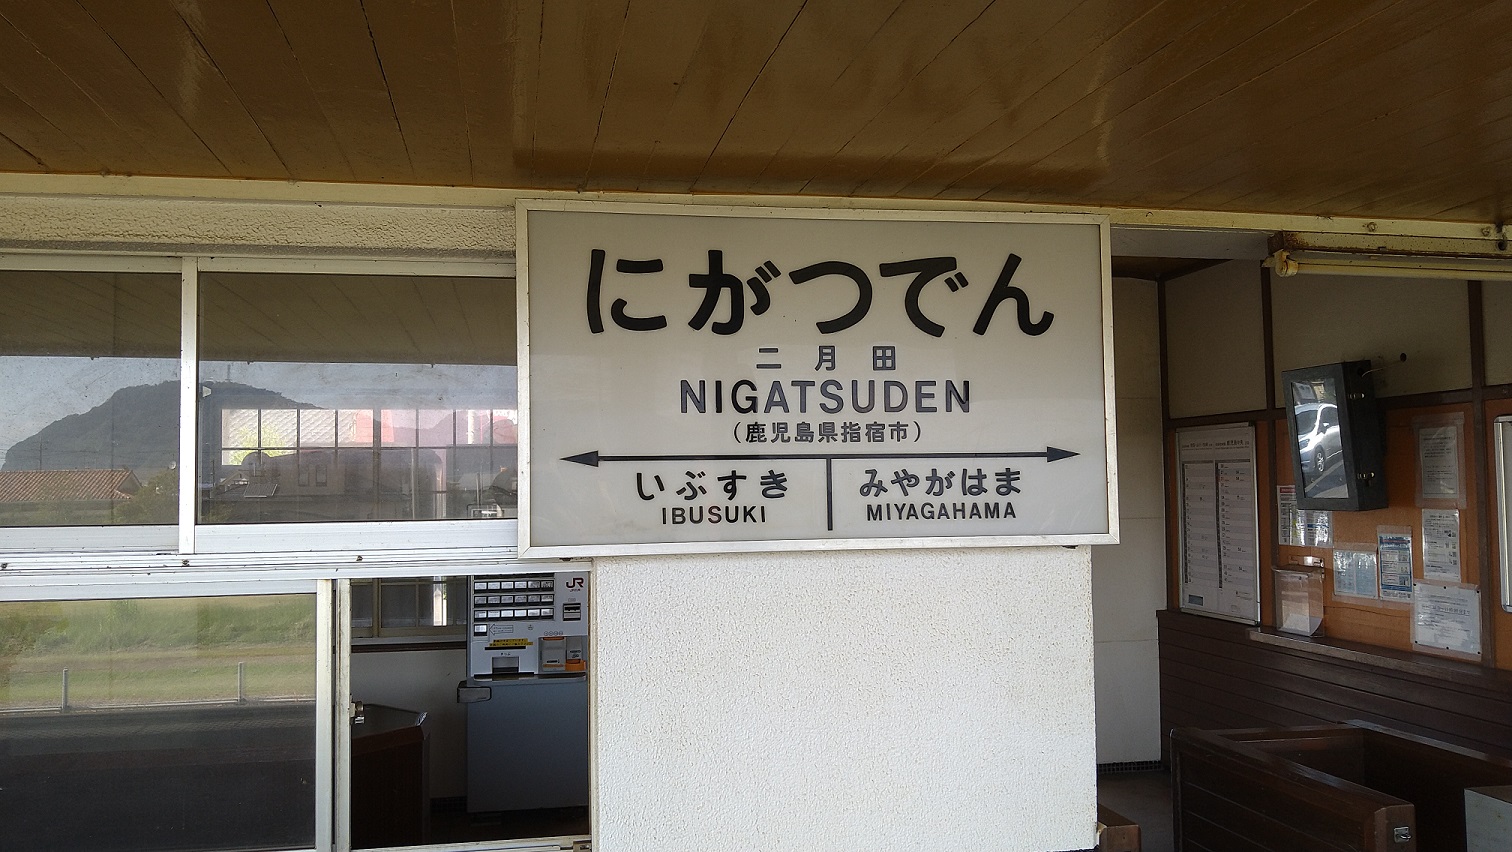 にがつでん
二月田
NIGATSUDEN
(鹿児島県指宿市)
いぶすき みやがはま
IBUSUKI MIYAGAHAMA
JR